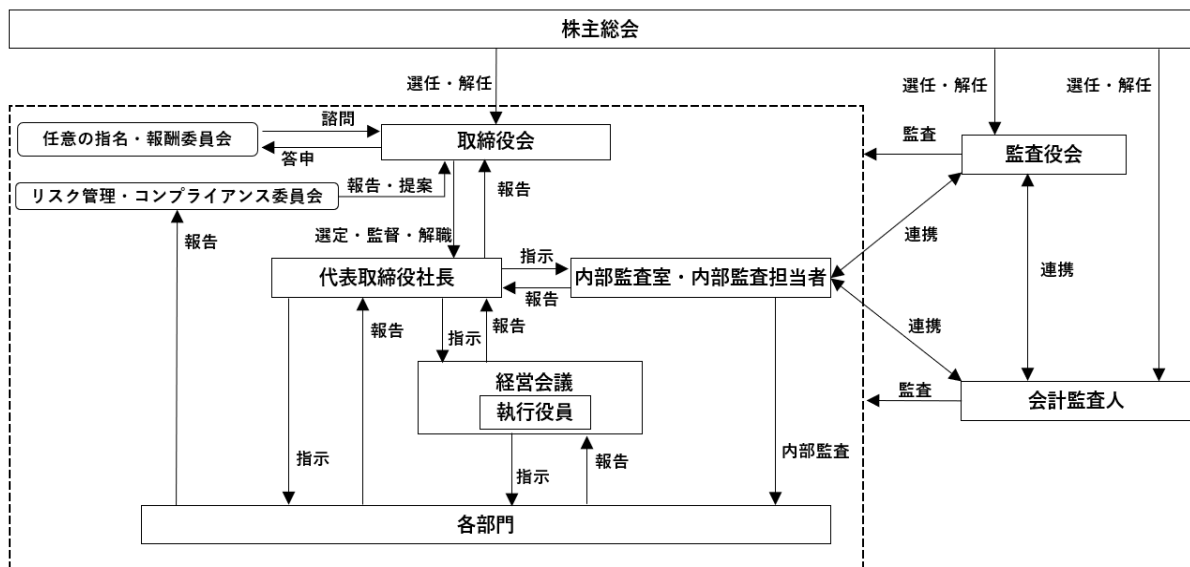 株主総会
選任・解任
選任・解任
選任・解任
任意の指名・報酬委員会
諮問
答申
取締役会
監査
監査役会
リスク管理・コンプライアンス委員会
報告・提案
報告
報告
選定・監督・解職
連携
連携
代表取締役社長
指示
報告
内部監査室・内部監査担当者
報告
指示
報告
連携
経営会議
執行役員
監査
会計監査人
指示
指示
報告
内部監査
各部門